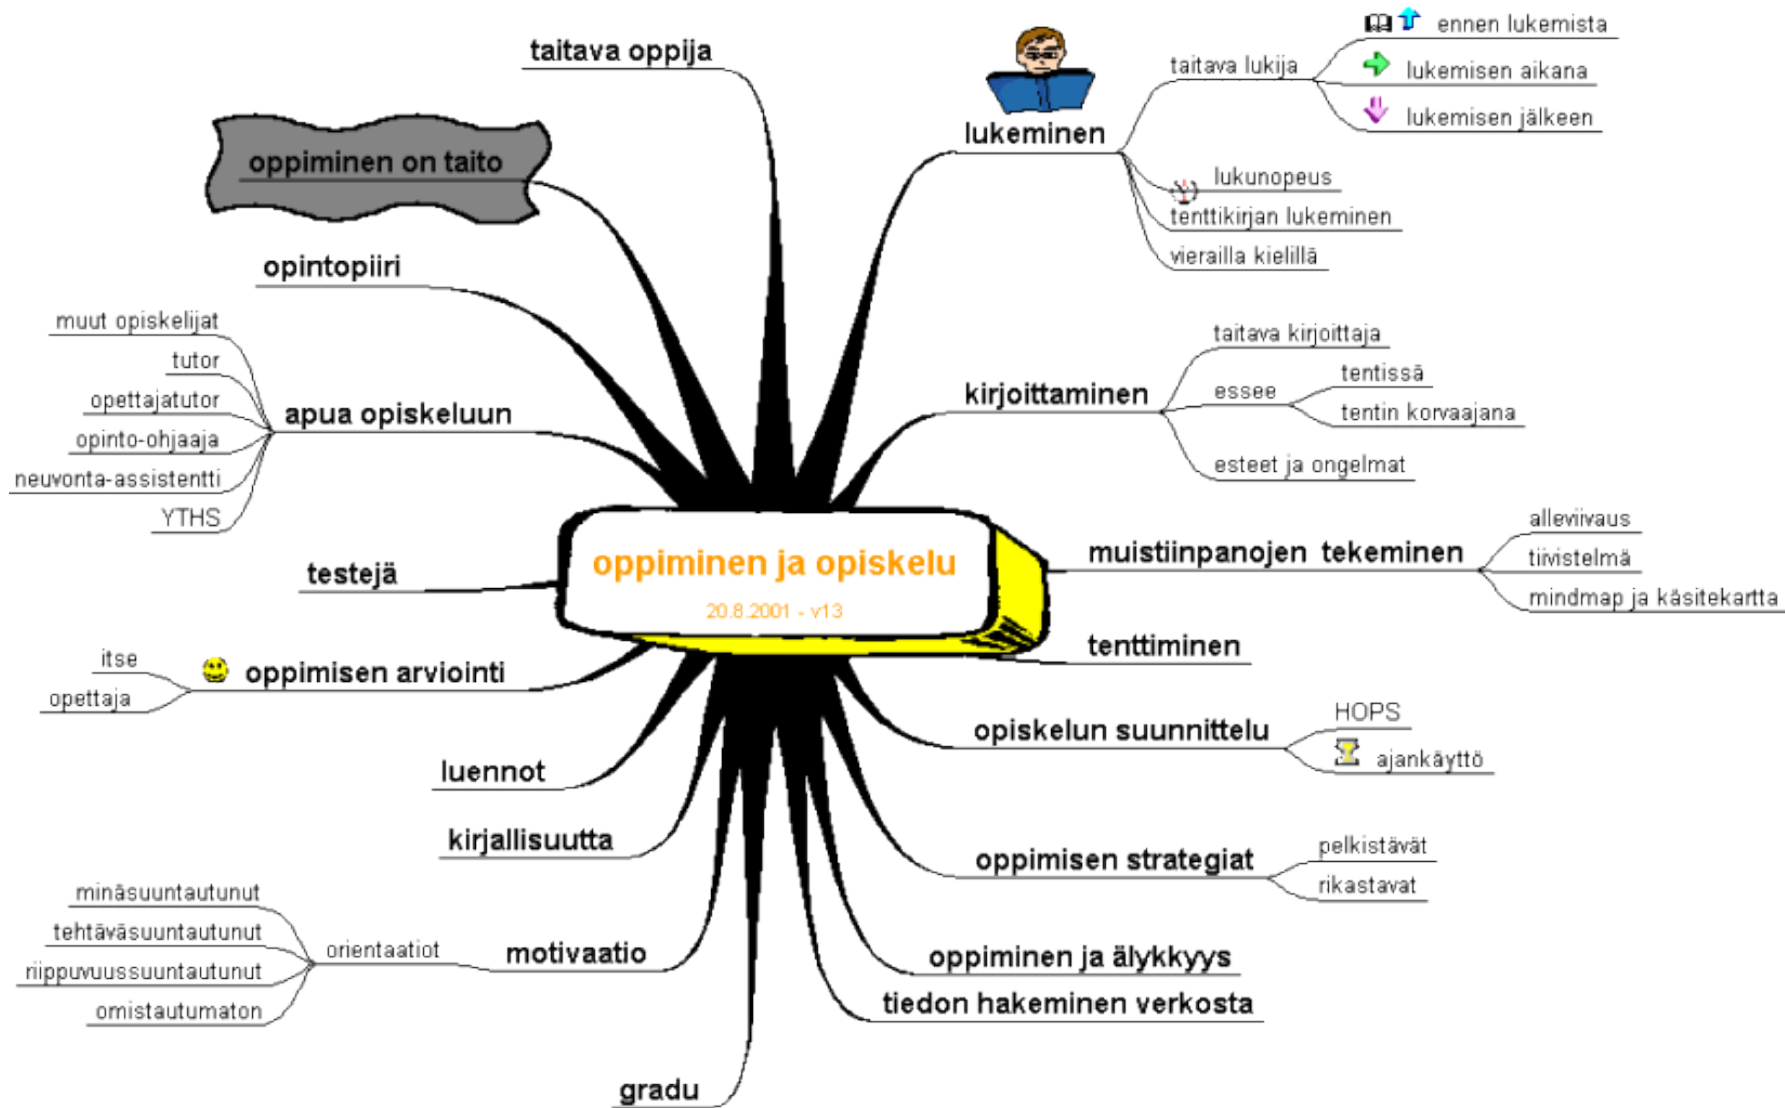 oppiminen ja opiskelu
20.8.2001 - v13
taitava oppija
oppiminen on taito
opintopiiri
apua opiskeluun
muut opiskelijat
tutor
opettajatutor
opinto-ohjaaja
neuvonta-assistentti
YTHS
testejä
oppimisen arviointi
itse
opettaja
luennot
kirjallisuutta
motivaatio
orientaatiot
minäsuuntautunut
tehtäväsuuntautunut
riippuvuussuuntautunut
omistautumaton
gradu
lukeminen
taitava lukija
ennen lukemista
lukemisen aikana
lukemisen jälkeen
lukunopeus
tenttikirjan lukeminen
vierailla kielillä
kirjoittaminen
taitava kirjoittaja
essee
tentissä
tentin korvaajana
esteet ja ongelmat
muistiinpanojen tekeminen
alleviivaus
tiivistelmä
mindmap ja käsitekartta
tenttiminen
opiskelun suunnittelu
HOPS
ajankäyttö
oppimisen strategiat
pelkistävät
rikastavat
oppiminen ja älykkyys
tiedon hakeminen verkosta